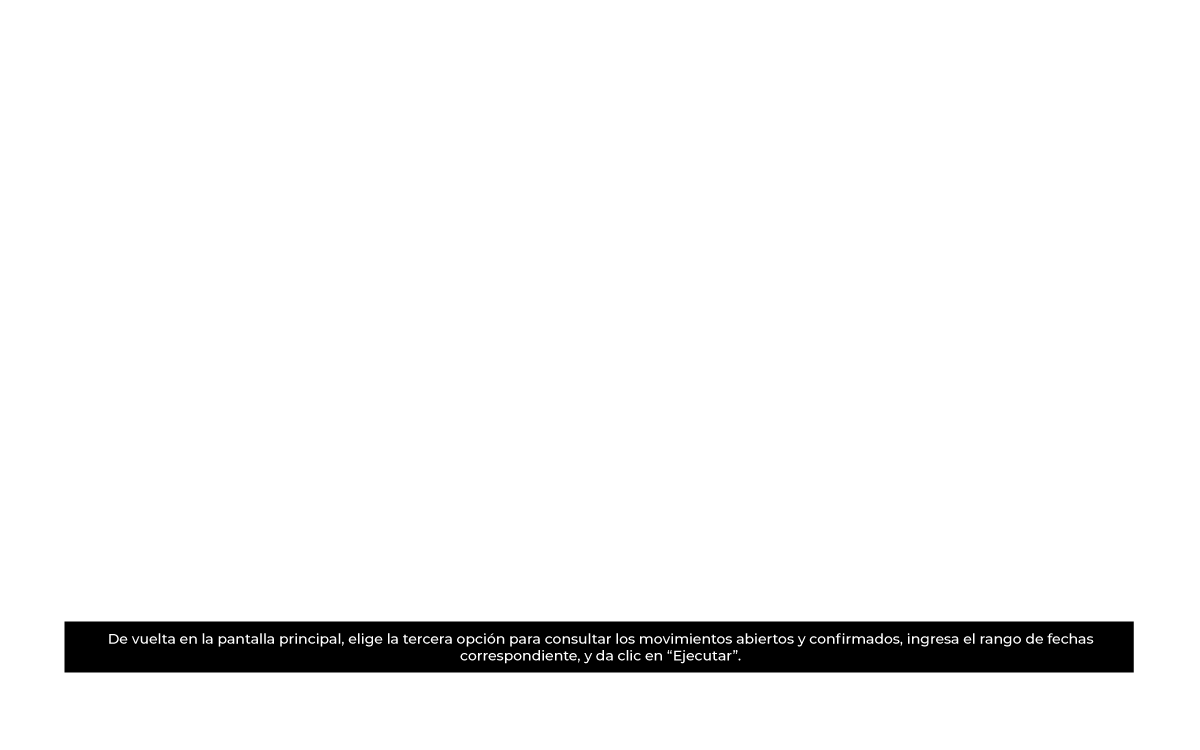 De vuelta en la pantalla principal, elige la tercera opción para consultar los movimientos abiertos y confirmados, ingresa el rango de fechas
correspondiente, y da clic en “Ejecutar”.